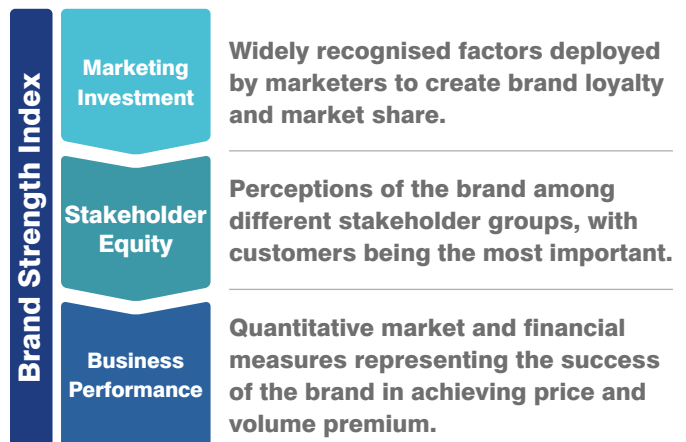 Brand Strength Index
Marketing
Investment
Widely recognised factors deployed
by marketers to create brand loyalty
and market share.
Stakeholder
Equity
Perceptions of the brand among
different stakeholder groups, with
customers being the most important.
Business
Performance
Quantitative market and financial
measures representing the success
of the brand in achieving price and
volume premium.